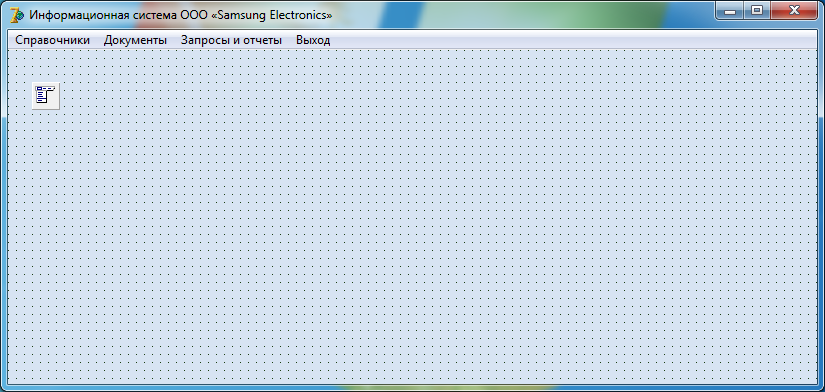 Информационная система ООО «Samsung Electronics»
Справочники Документы Запросы и отчеты Выход